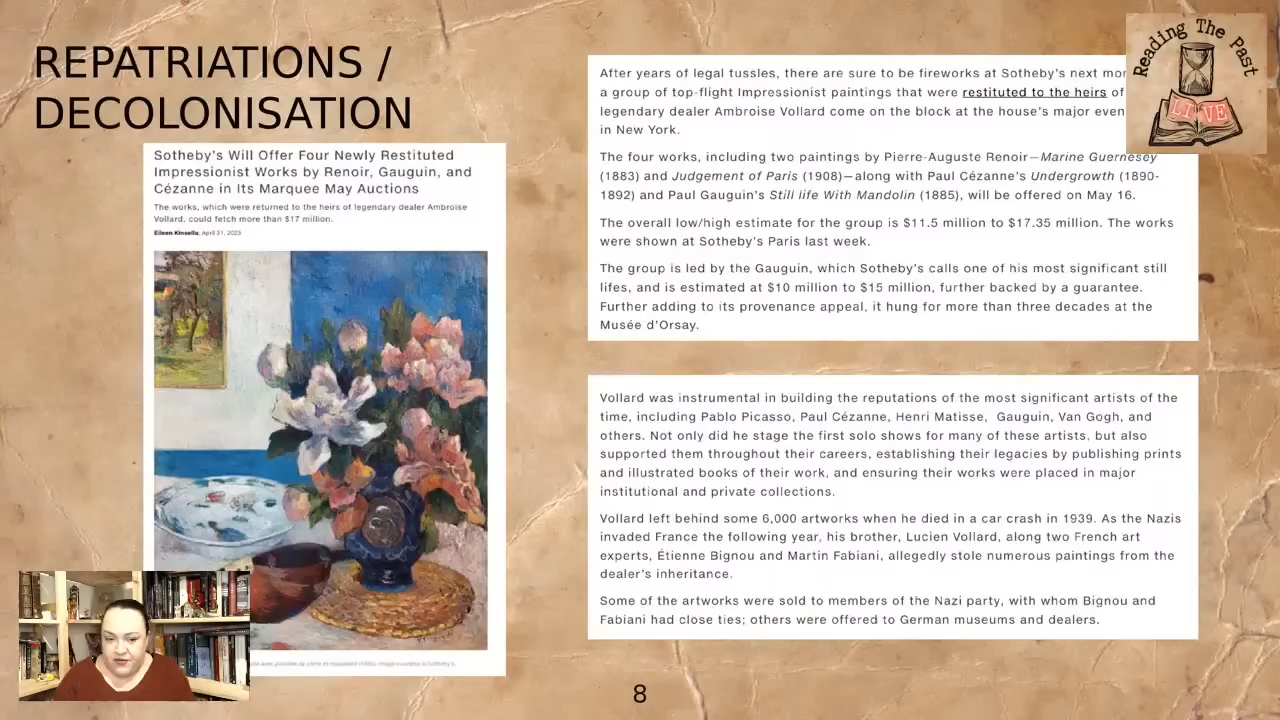 REPATRIATIONS /
DECOLONISATION
Sotheby's Will Offer Four Newly Restituted
Impressionist Works by Renoir, Gauguin, and
Cézanne in Its Marquee May Auctions
The works, which were returned to the heirs of legendary dealer Ambroise
Vollard, could fetch more than $17 million.
Eileen Kinsella, April 21, 2023
After years of legal tussles, there are sure to be fireworks at Sotheby's next
a group of top-flight Impressionist paintings that were restituted to the heirs of
legendary dealer Ambroise Vollard come on the block at the house's major
in New York.
The four works, including two paintings by Pierre-Auguste Renoir—Marine Guernesey
(1883) and Judgement of Paris (1908)—along with Paul Cézanne's Undergrowth (1890-
1892) and Paul Gauguin's Still life With Mandolin (1885), will be offered on May 16.
The overall low/high estimate for the group is $11.5 million to $17.35 million. The works
were shown at Sotheby's Paris last week.
The group is led by the Gauguin, which Sotheby's calls one of his most significant still
lifes, and is estimated at $10 million to $15 million, further backed by a guarantee.
Further adding to its provenance appeal, it hung for more than three decades at the
Musée d'Orsay.
Vollard was instrumental in building the reputations of the most significant artists of the
time, including Pablo Picasso, Paul Cézanne, Henri Matisse, Gauguin, Van Gogh, and
others. Not only did he stage the first solo shows for many of these artists, but also
supported them throughout their careers, establishing their legacies by publishing prints
and illustrated books of their work, and ensuring their works were placed in major
institutional and private collections.
Vollard left behind some 6,000 artworks when he died in a car crash in 1939. As the Nazis
invaded France the following year, his brother, Lucien Vollard, along two French art
experts, Étienne Bignou and Martin Fabiani, allegedly stole numerous paintings from the
dealer's inheritance.
Some of the artworks were sold to members of the Nazi party, with whom Bignou and
Fabiani had close ties; others were offered to German museums and dealers.
Reading The Past
LIVE
8